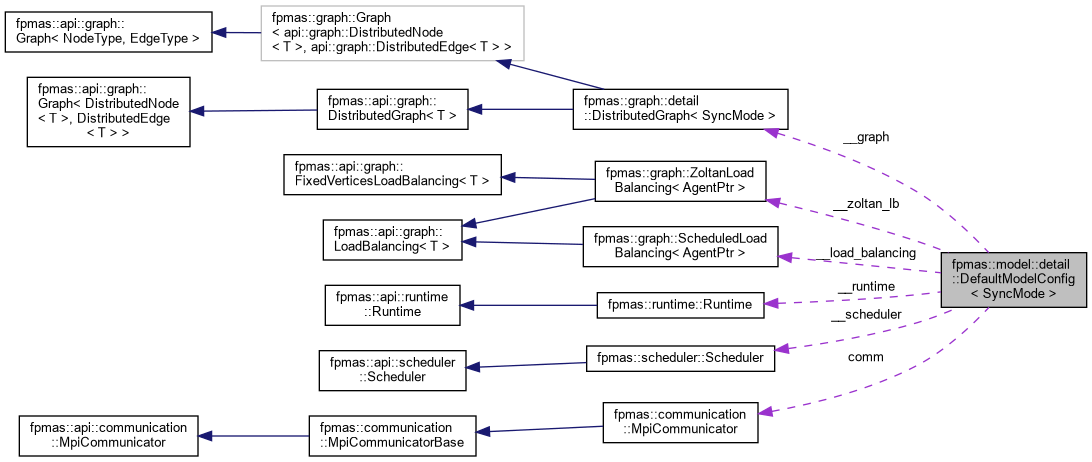 fpmas::api::graph::
Graph< NodeType, EdgeType >
fpmas::graph::Graph
< api::graph::DistributedNode
< T >, api::graph::DistributedEdge< T > >
fpmas::api::graph::
Graph< DistributedNode
< T >, DistributedEdge
< T > >
fpmas::api::graph::
DistributedGraph< T >
fpmas::graph::detail
::DistributedGraph< SyncMode >
__graph
fpmas::api::graph::
FixedVerticesLoadBalancing< T >
fpmas::graph::ZoltanLoad
Balancing< AgentPtr >
__zoltan_lb
fpmas::api::graph::
LoadBalancing< T >
fpmas::graph::ScheduledLoad
Balancing< AgentPtr >
__load_balancing
fpmas::model::detail
::DefaultModelConfig
< SyncMode >
fpmas::api::runtime
::Runtime
fpmas::runtime::Runtime
__runtime
__scheduler
fpmas::api::scheduler
::Scheduler
fpmas::scheduler::Scheduler
comm
fpmas::api::communication
::MpiCommunicator
fpmas::communication
::MpiCommunicatorBase
fpmas::communication
::MpiCommunicator